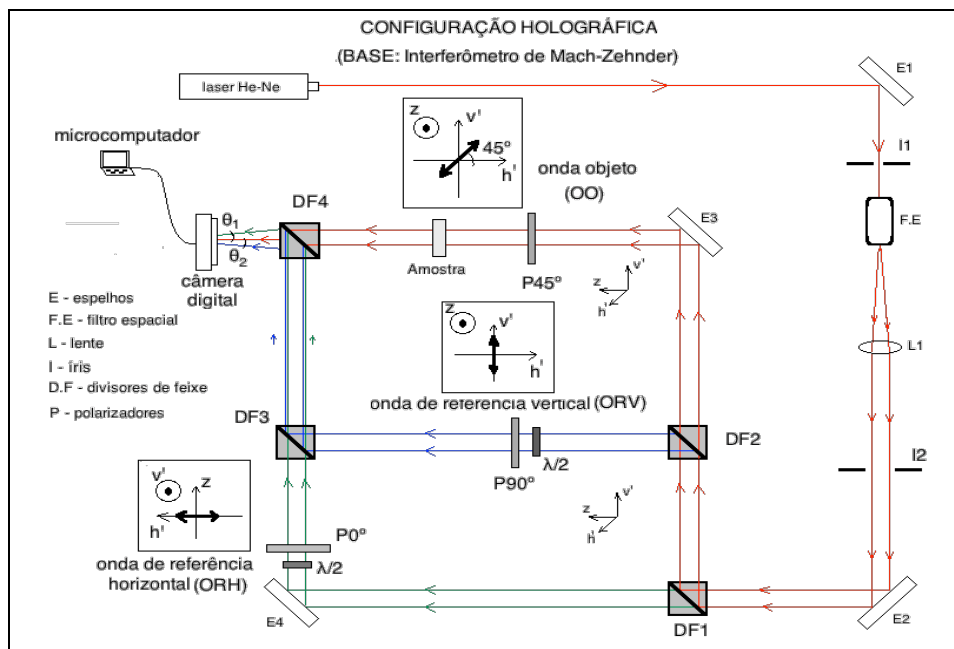 CONFIGURAÇÃO HOLOGRÁFICA
(BASE: Interferômetro de Mach-Zehnder)
E1
laser He-Ne
microcomputador
z
v'
45º
h'
onda objeto
(OO)
I1
F.E
DF4
E3
θ1
θ2
Amostra
P45º
câmera
digital
v'
z
h'
E - espelhos
F.E - filtro espacial
L - lente
I - íris
D.F - divisores de feixe
P - polarizadores
z
v'
h'
L1
onda de referência vertical (ORV)
DF3
DF2
λ/2
P90º
I2
v'
z
h'
v'
z
h'
P0º
λ/2
onda de referência
horizontal (ORH)
E4
DF1
E2